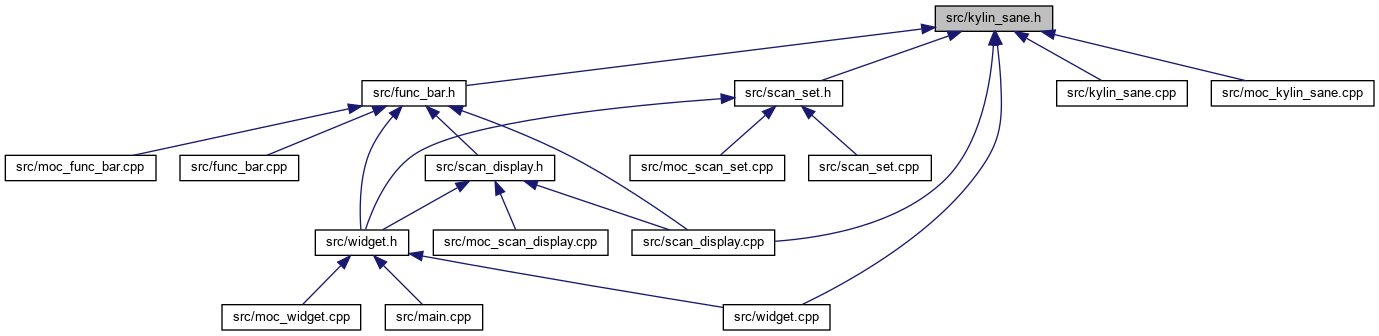 src/kylin_sane.h
src/func_bar.h
src/scan_set.h
src/kylin_sane.cpp
src/moc_kylin_sane.cpp
src/moc_func_bar.cpp
src/func_bar.cpp
src/scan_display.h
src/moc_scan_set.cpp
src/scan_set.cpp
src/widget.h
src/moc_scan_display.cpp
src/scan_display.cpp
src/moc_widget.cpp
src/main.cpp
src/widget.cpp